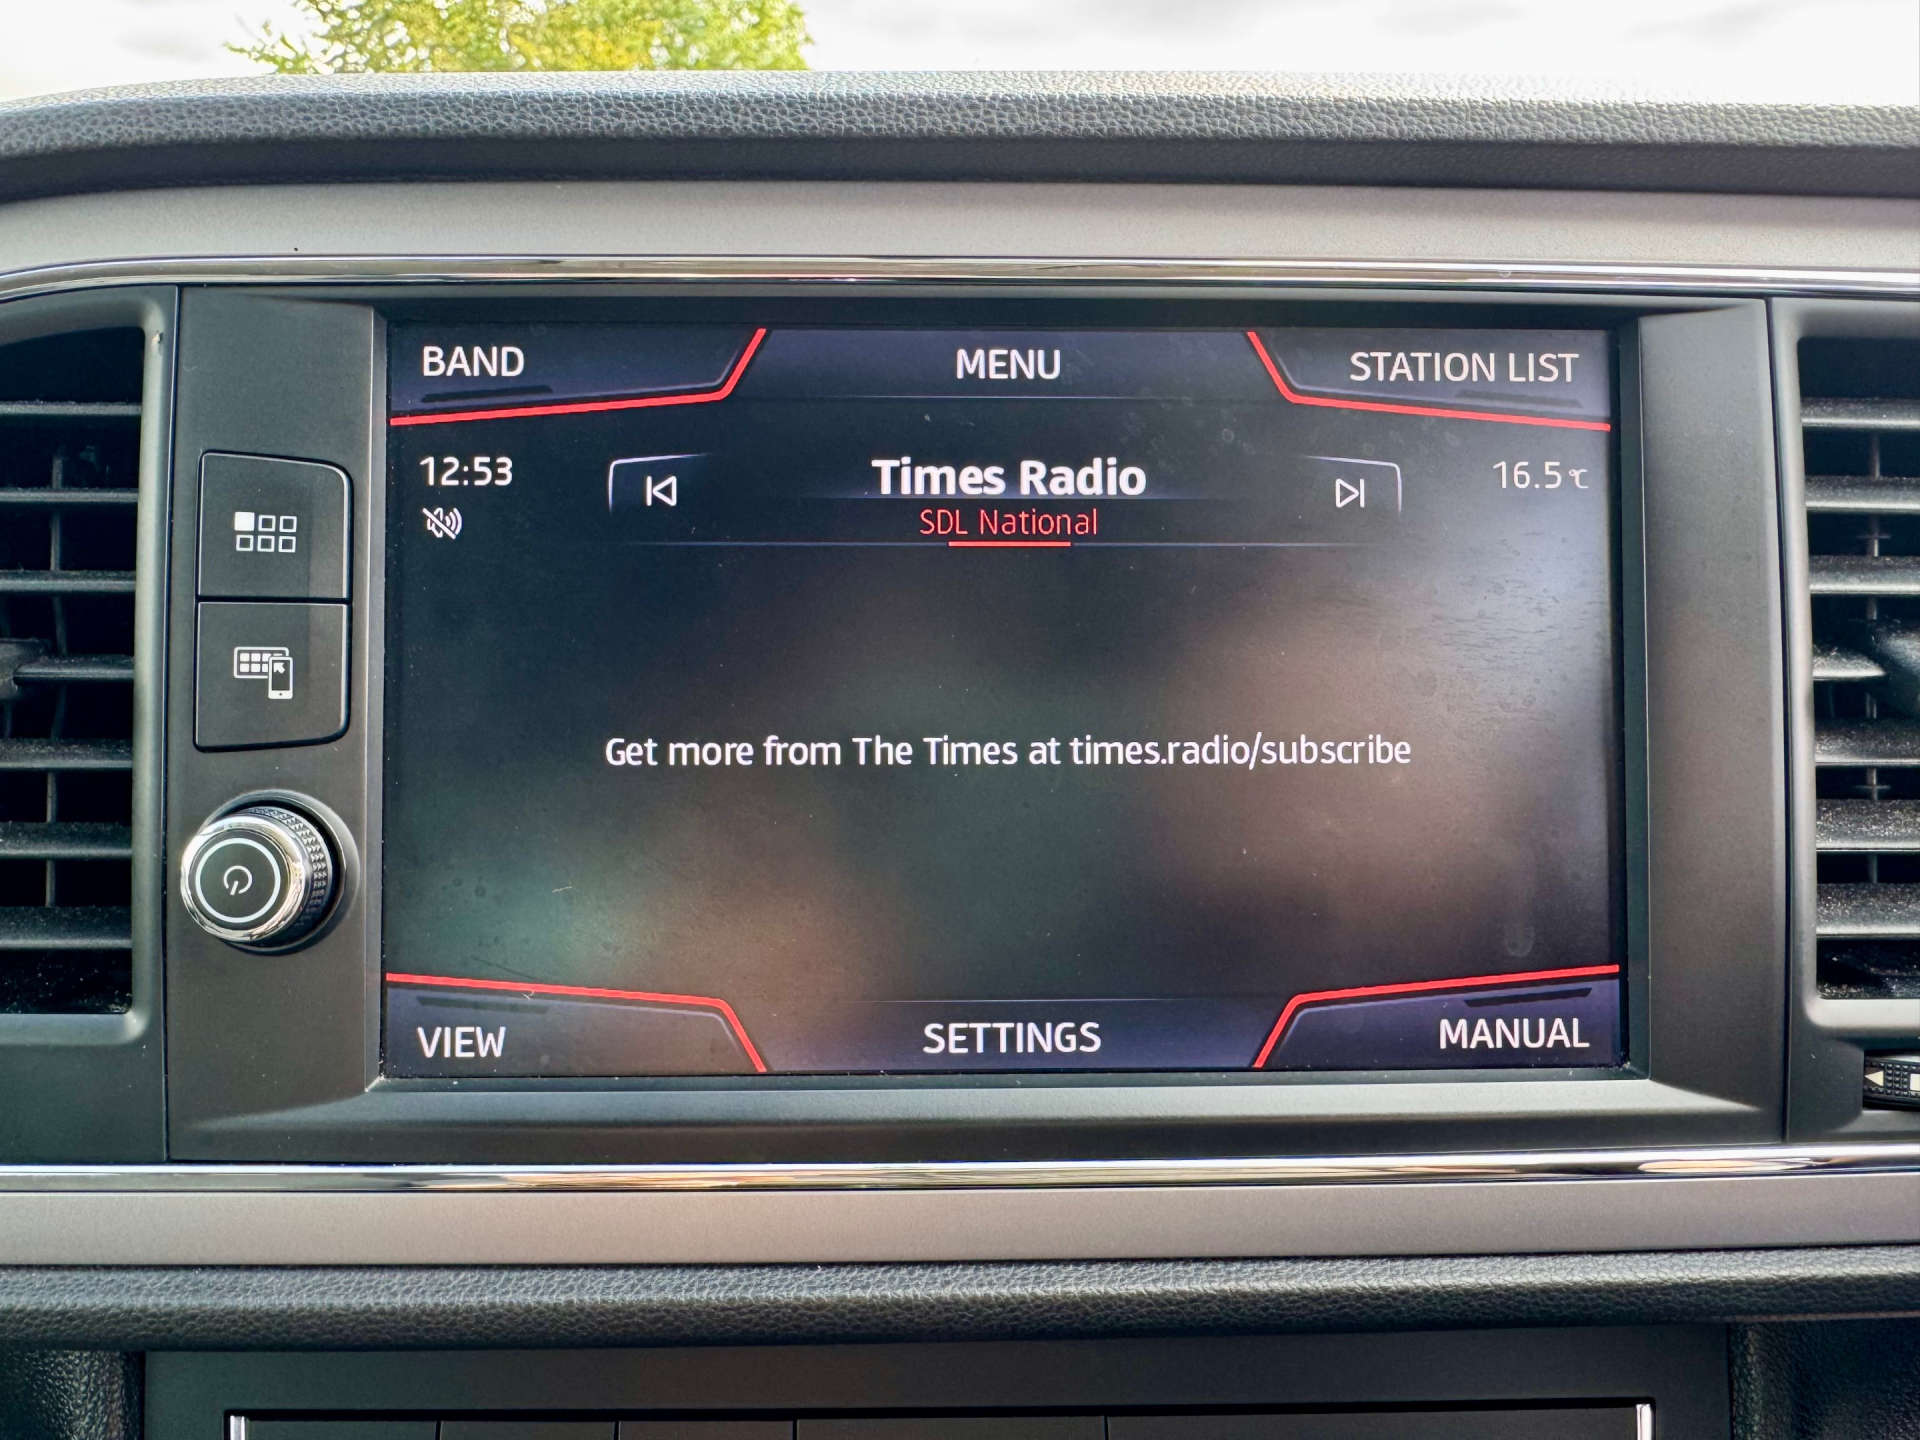 BAND
MENU
STATION LIST
12:53
Times Radio
16.5 °C
SDL National
Get more from The Times at times.radio/subscribe
VIEW
SETTINGS
MANUAL